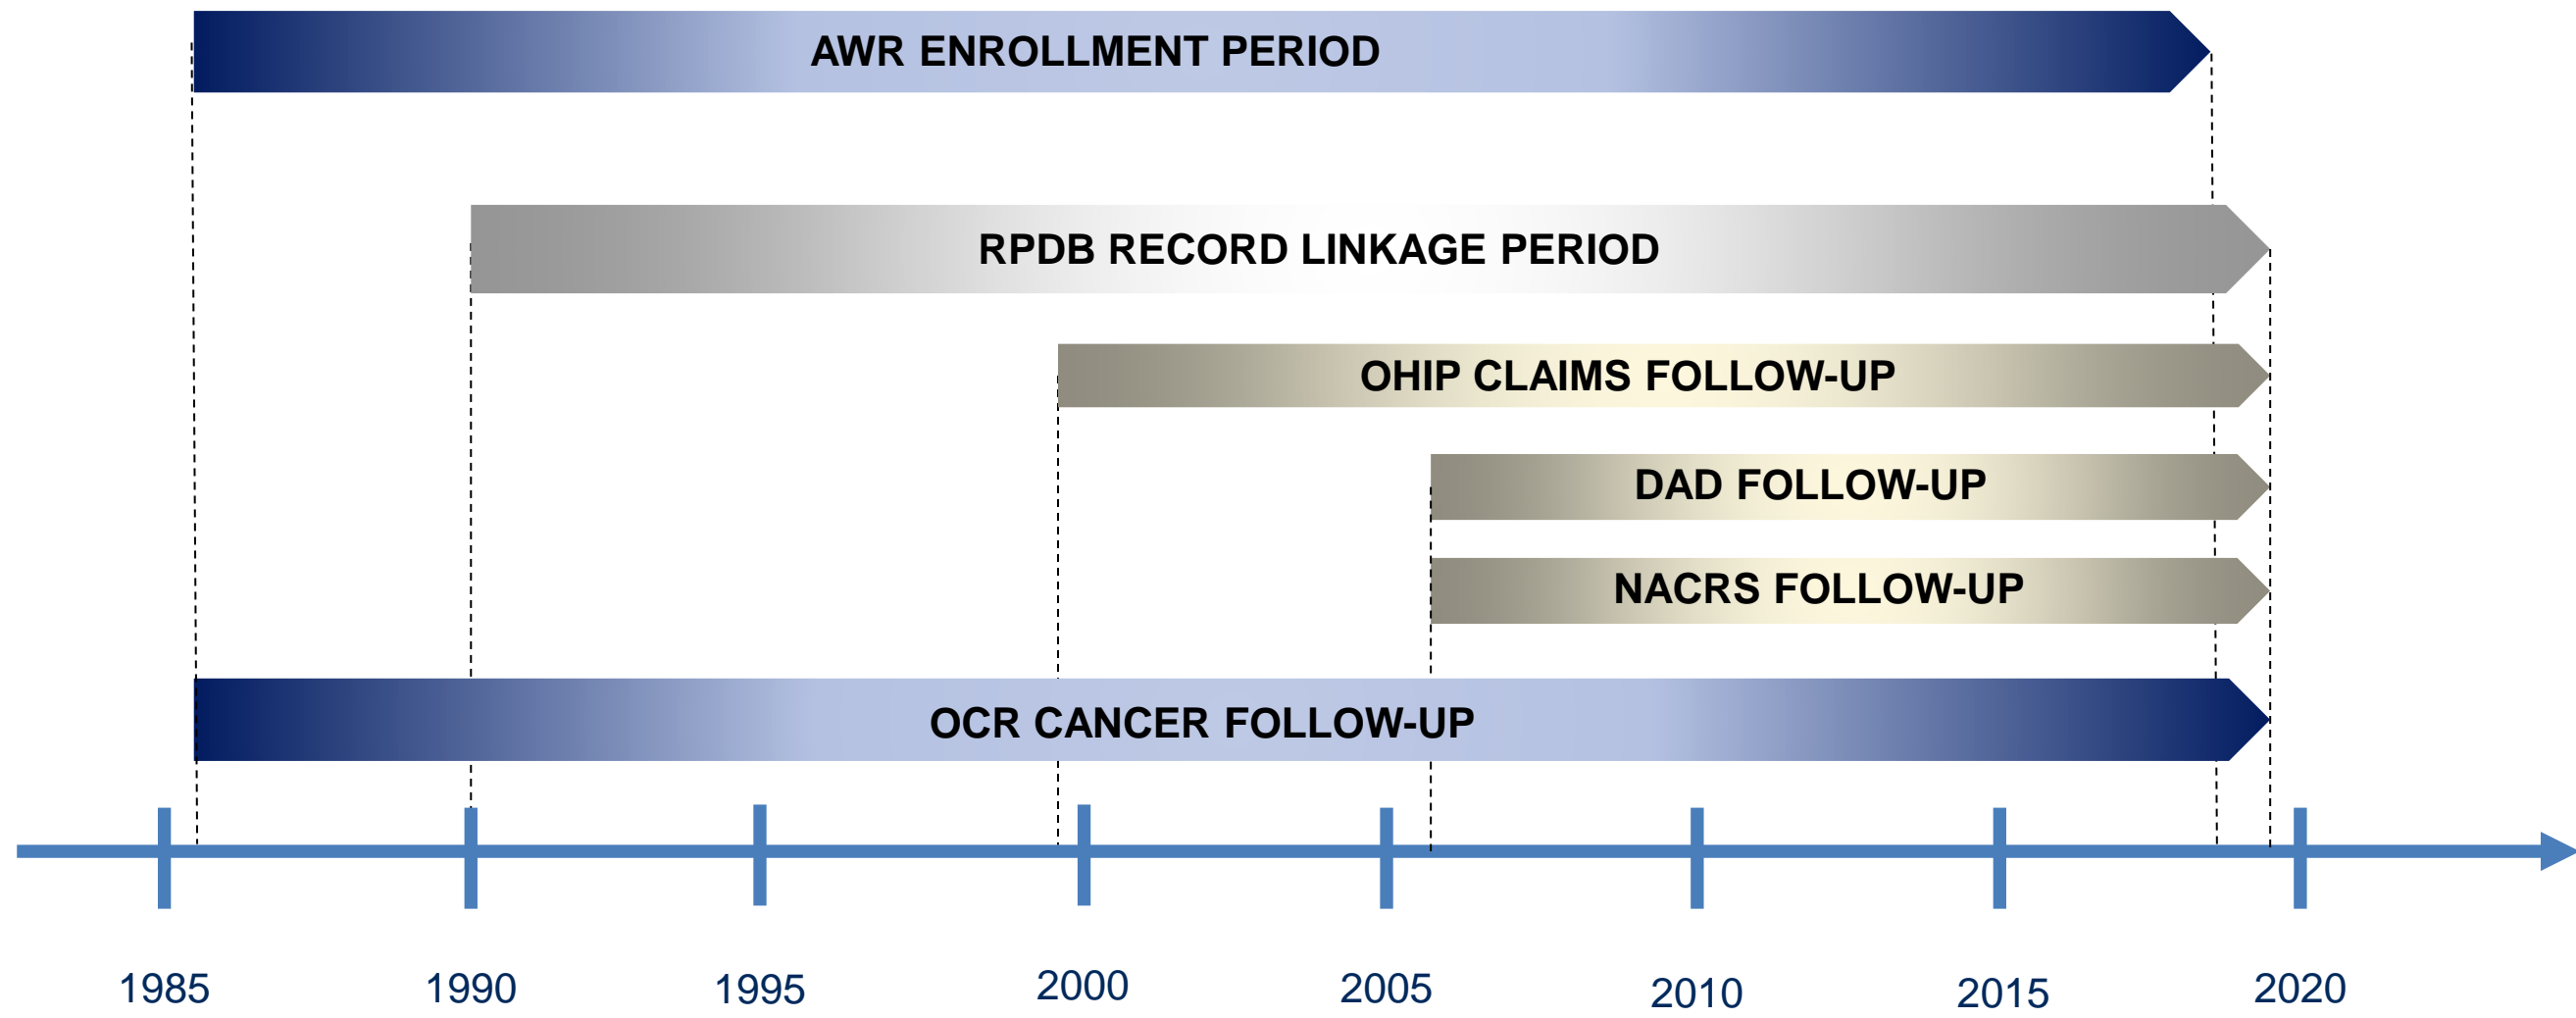 AWR ENROLLMENT PERIOD
RPDB RECORD LINKAGE PERIOD
OHIP CLAIMS FOLLOW-UP
DAD FOLLOW-UP
NACRS FOLLOW-UP
OCR CANCER FOLLOW-UP
1985 1990 1995 2000 2005 2010 2015 2020